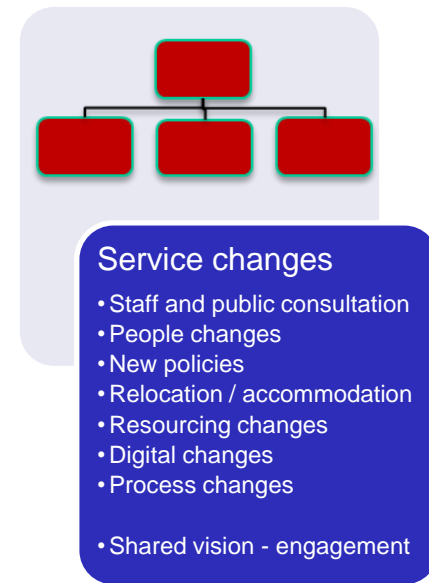 Service changes
• Staff and public consultation
• People changes
• New policies
• Relocation / accommodation
• Resourcing changes
• Digital changes
• Process changes
• Shared vision - engagement